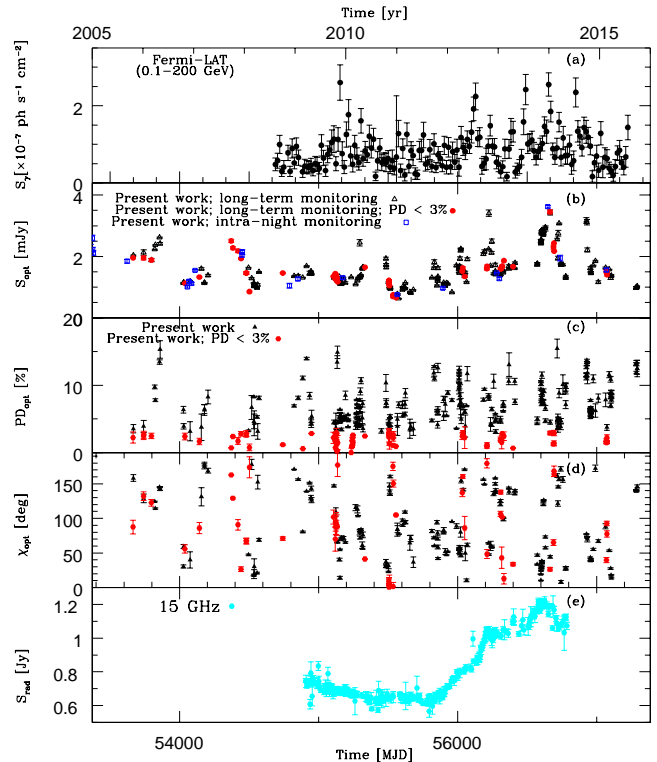 Time [yr]
2005 2010 2015
Fermi-LAT
(0.1-200 GeV)
(a)
S_γ [×10⁻⁷ ph s⁻¹ cm⁻²]
2
0
Present work; long-term monitoring
Present work; long-term monitoring; PD < 3%
Present work; intra-night monitoring
(b)
S_opt [mJy]
4
2
Present work
Present work; PD < 3%
(c)
PD_opt [%]
20
10
0
(d)
χ_opt [deg]
150
100
50
0
15 GHz
(e)
S_rad [Jy]
1.2
1
0.8
0.6
54000 56000
Time [MJD]